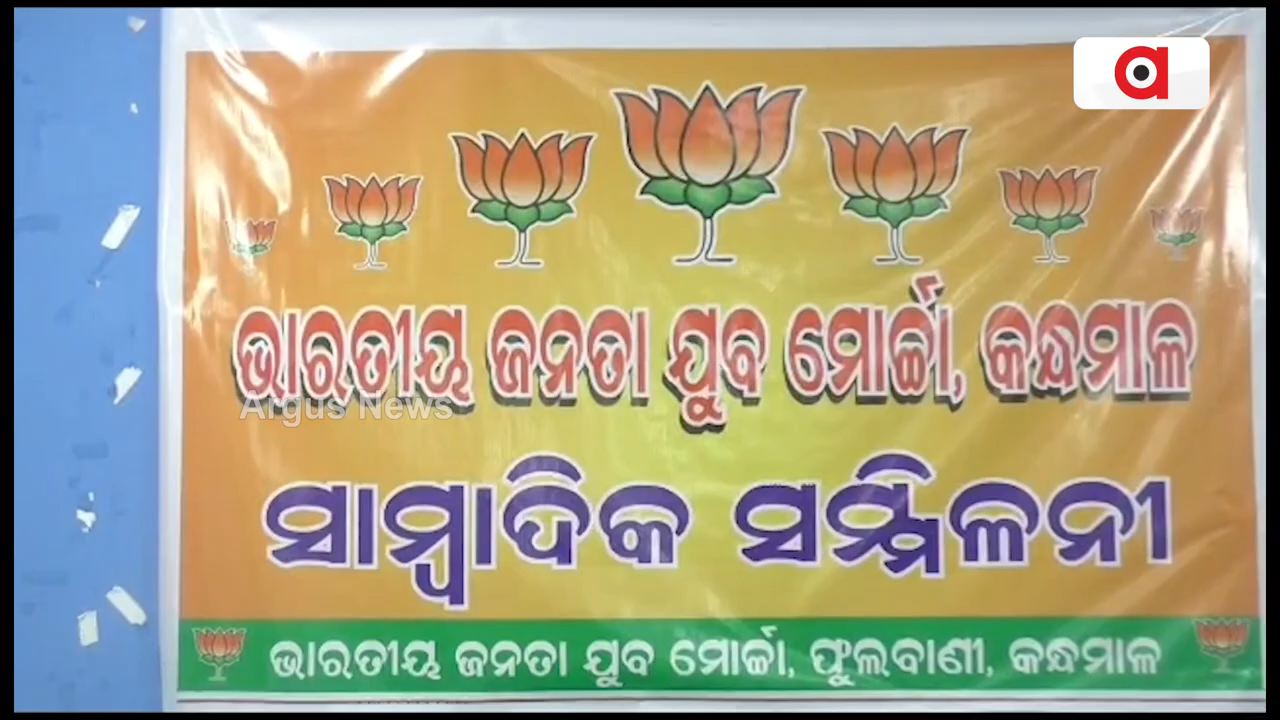 ଭାରତୀୟ ଜନତା ଯୁବ ମୋର୍ଚ୍ଚା, କନ୍ଧମାଳ
Argus News
ସାମ୍ବାଦିକ ସମ୍ମିଳନୀ
ଭାରତୀୟ ଜନତା ଯୁବ ମୋର୍ଚ୍ଚା, ଫୁଲବାଣୀ, କନ୍ଧମାଳ